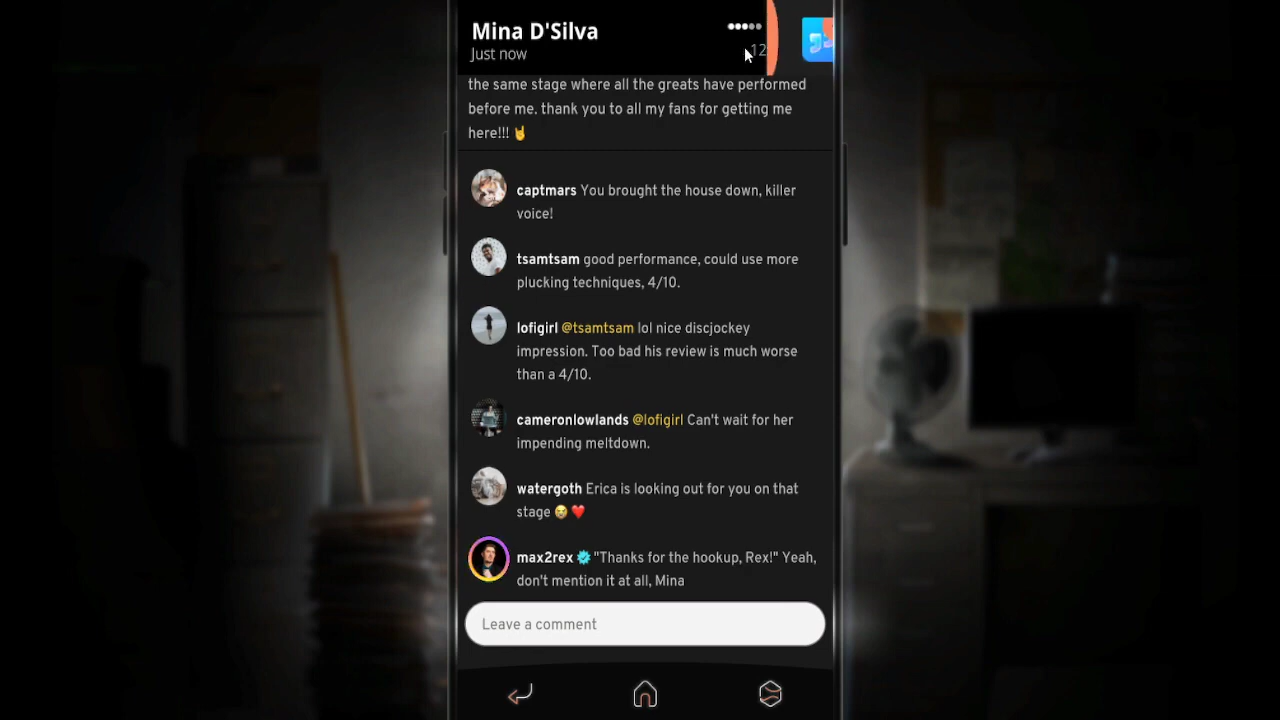 Mina D'Silva
Just now
12
the same stage where all the greats have performed
before me. thank you to all my fans for getting me
here!!! 🤘
captmars You brought the house down, killer
voice!
tsamtsam good performance, could use more
plucking techniques, 4/10.
lofigirl @tsamtsam lol nice discjockey
impression. Too bad his review is much worse
than a 4/10.
cameronlowlands @lofigirl Can't wait for her
impending meltdown.
watergoth Erica is looking out for you on that
stage 😭❤️
max2rex "Thanks for the hookup, Rex!" Yeah,
don't mention it at all, Mina
Leave a comment